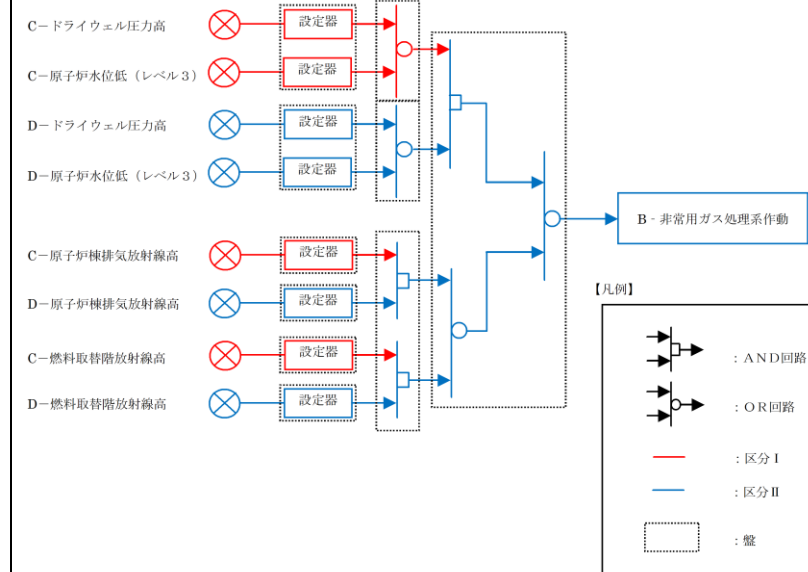 C－ドライウェル圧力高
設定器
C－原子炉水位低（レベル３）
設定器
D－ドライウェル圧力高
設定器
D－原子炉水位低（レベル３）
設定器
B‐非常用ガス処理系作動
C－原子炉棟排気放射線高
設定器
D－原子炉棟排気放射線高
設定器
C－燃料取替階放射線高
設定器
D－燃料取替階放射線高
設定器
【凡例】
：ＡＮＤ回路
：ＯＲ回路
：区分Ⅰ
：区分Ⅱ
：盤